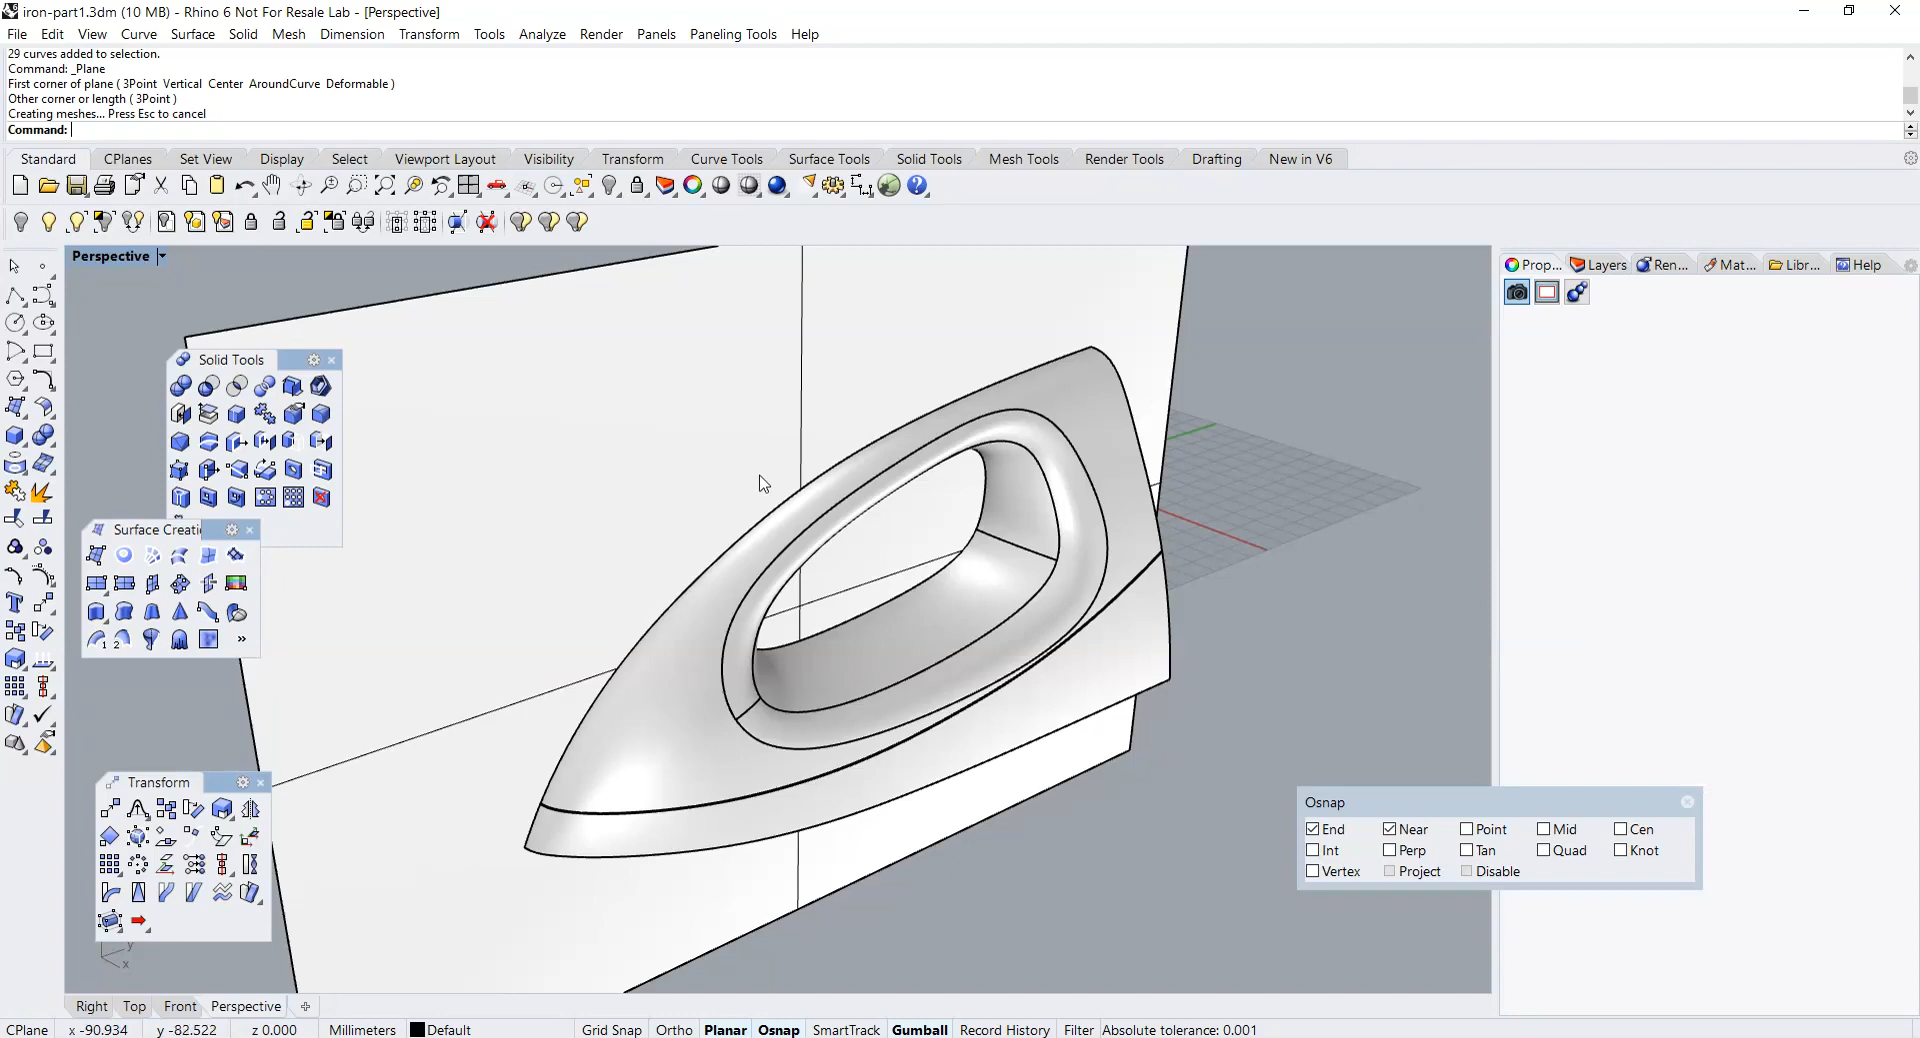 iron-part1.3dm (10 MB) - Rhino 6 Not For Resale Lab - [Perspective]
File Edit View Curve Surface Solid Mesh Dimension Transform Tools Analyze Render Panels Paneling Tools Help
29 curves added to selection.
Command: _Plane
First corner of plane ( 3Point Vertical Center AroundCurve Deformable )
Other corner or length ( 3Point )
Creating meshes... Press Esc to cancel
Command:
Standard CPlanes Set View Display Select Viewport Layout Visibility Transform Curve Tools Surface Tools Solid Tools Mesh Tools Render Tools Drafting New in V6
Perspective
Prop... Layers Ren... Mat... Libr... Help
Solid Tools
Surface Creati
1 2 »
Transform
y
x
Osnap
End Near Point Mid Cen
Int Perp Tan Quad Knot
Vertex Project Disable
Right Top Front Perspective
CPlane x -90.934 y -82.522 z 0.000 Millimeters Default Grid Snap Ortho Planar Osnap SmartTrack Gumball Record History Filter Absolute tolerance: 0.001